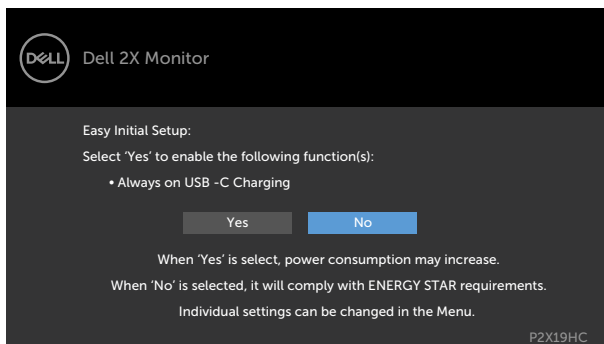 DELL
Dell 2X Monitor
Easy Initial Setup:
Select ‘Yes’ to enable the following function(s):
• Always on USB -C Charging
Yes No
When ‘Yes’ is select, power consumption may increase.
When ‘No’ is selected, it will comply with ENERGY STAR requirements.
Individual settings can be changed in the Menu.
P2X19HC